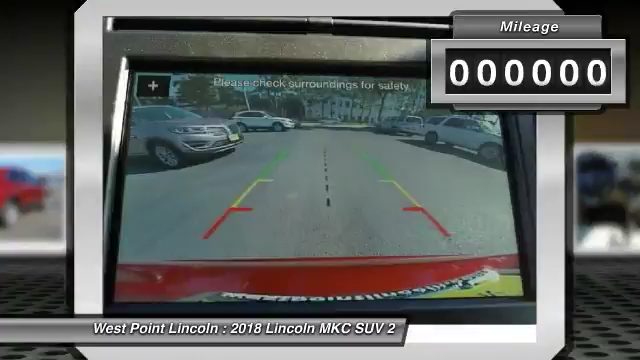 Mileage
000000
Please check surroundings for safety
+
West Point Lincoln : 2018 Lincoln MKC SUV 2